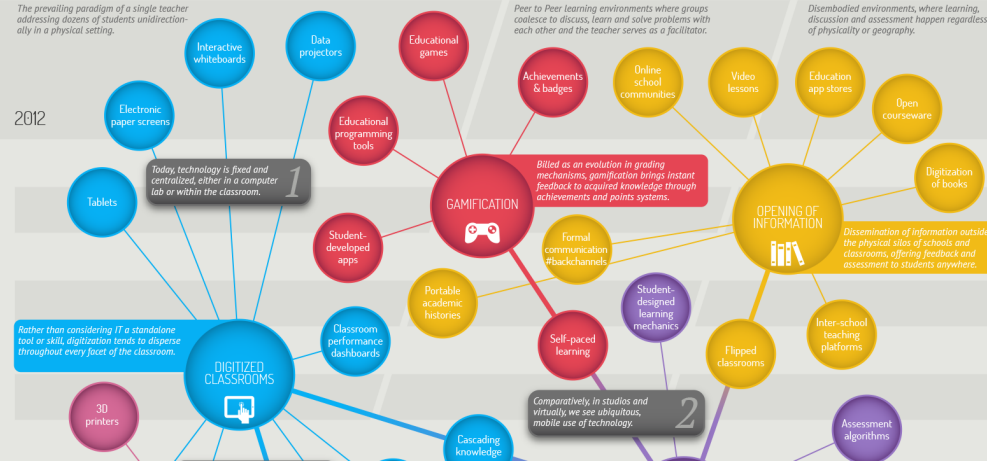 The prevailing paradigm of a single teacher
addressing dozens of students unidirection-
ally in a physical setting.
Peer to Peer learning environments where groups
coalesce to discuss, learn and solve problems with
each other and the teacher serves as a facilitator.
Disembodied environments, where learning,
discussion and assessment happen regardless
of physicality or geography.
Interactive
whiteboards
Data
projectors
Educational
games
Achievements
& badges
Online
school
communities
Video
lessons
Education
app stores
Open
courseware
2012
Electronic
paper screens
Educational
programming
tools
Today, technology is fixed and
centralized, either in a computer
lab or within the classroom.
1
Billed as an evolution in grading
mechanisms, gamification brings instant
feedback to acquired knowledge through
achievements and points systems.
Digitization
of books
Tablets
GAMIFICATION
OPENING OF
INFORMATION
Student-
developed
apps
Formal
communication
#backchannels
Dissemination of information outside
the physical silos of schools and
classrooms, offering feedback and
assessment to students anywhere.
Portable
academic
histories
Student-
designed
learning
mechanics
Rather than considering IT a standalone
tool or skill, digitization tends to disperse
throughout every facet of the classroom.
Classroom
performance
dashboards
Self-paced
learning
Flipped
classrooms
Inter-school
teaching
platforms
DIGITIZED
CLASSROOMS
3D
printers
Comparatively, in studios and
virtually, we see ubiquitous,
mobile use of technology.
2
Cascading
knowledge
Assessment
algorithms